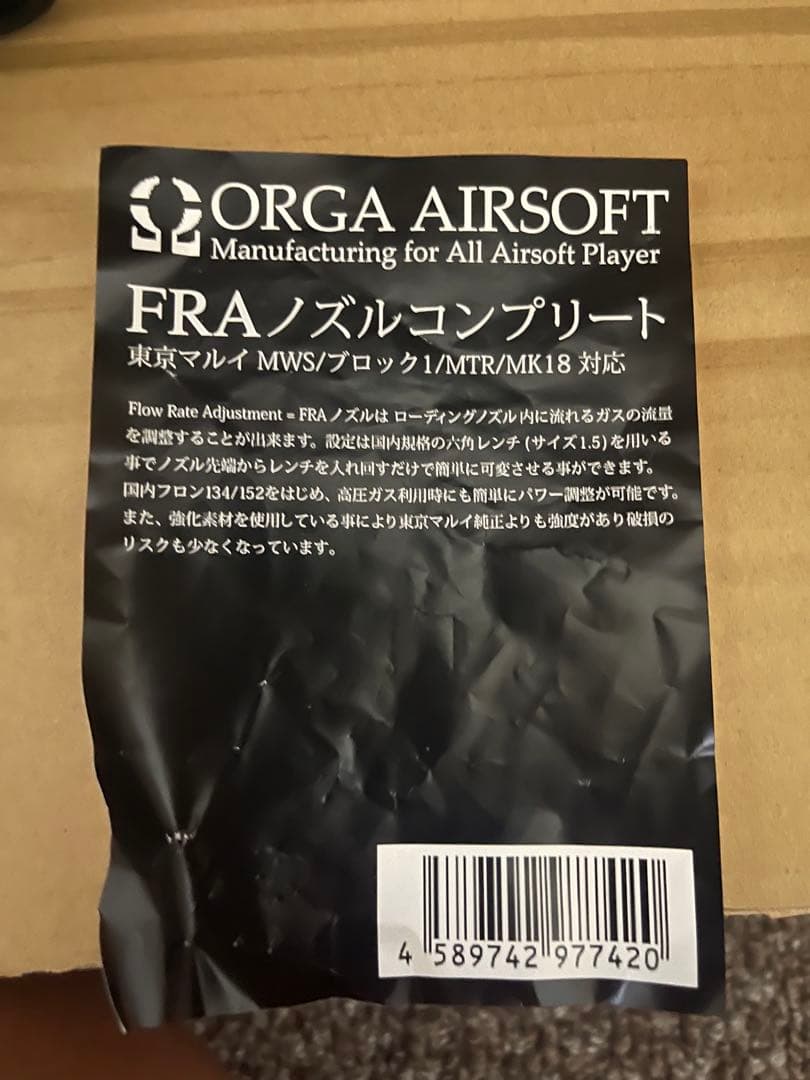 ORGA AIRSOFT
Manufacturing for All Airsoft Player
FRAノズルコンプリート
東京マルイ MWS/ブロック1/MTR/MK18 対応
Flow Rate Adjustment = FRAノズルは ローディングノズル内に流れるガスの流量
を調整することが出来ます。設定は国内規格の六角レンチ(サイズ1.5)を用いる
事でノズル先端からレンチを入れ回すだけで簡単に可変させる事ができます。
国内フロン134/152をはじめ、高圧ガス利用時にも簡単にパワー調整が可能です。
また、強化素材を使用している事により東京マルイ純正よりも強度があり破損の
リスクも少なくなっています。
4 589742 977420